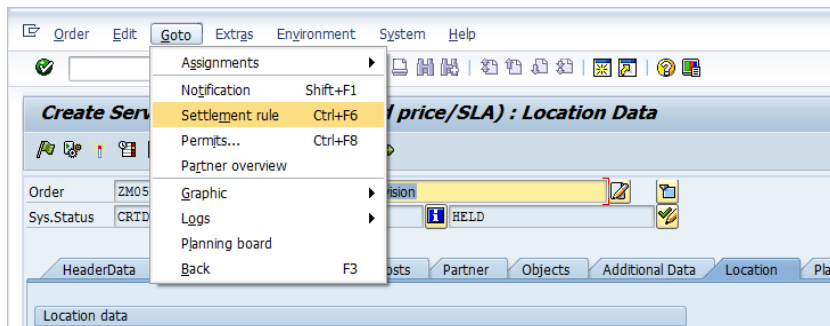 Order Edit Goto Extras Environment System Help
Assignments
Notification Shift+F1
Create Serv d price/SLA) : Location Data
Settlement rule Ctrl+F6
Permits... Ctrl+F8
Partner overview
Order ZM05 Graphic vision
Sys.Status CRTD Logs HELD
Planning board
HeaderData Back F3 osts Partner Objects Additional Data Location Pla
Location data